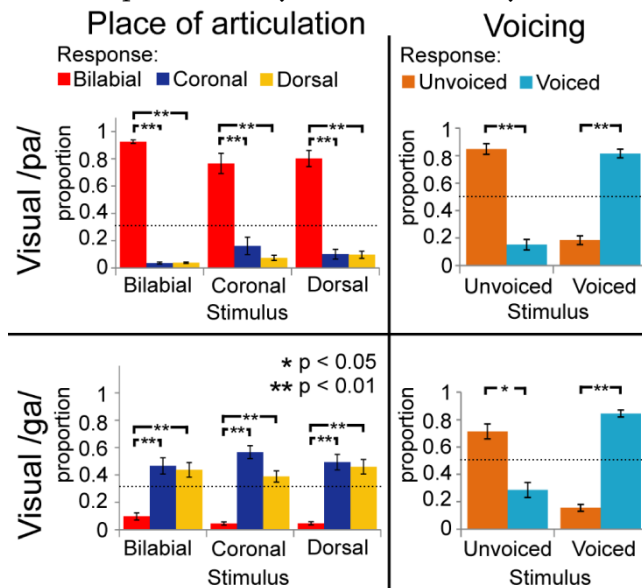 Place of articulation
Voicing
Response:
Bilabial Coronal Dorsal
Response:
Unvoiced Voiced
Visual /pa/
proportion
1
0.8
0.6
0.4
0.2
0
**
**
**
**
**
**
Bilabial Coronal Dorsal
Stimulus
proportion
1
0.8
0.6
0.4
0.2
0
**
**
Unvoiced Voiced
Stimulus
Visual /ga/
proportion
1
0.8
0.6
0.4
0.2
0
* p < 0.05
** p < 0.01
**
**
**
**
**
**
Bilabial Coronal Dorsal
Stimulus
proportion
1
0.8
0.6
0.4
0.2
0
*
**
Unvoiced Voiced
Stimulus